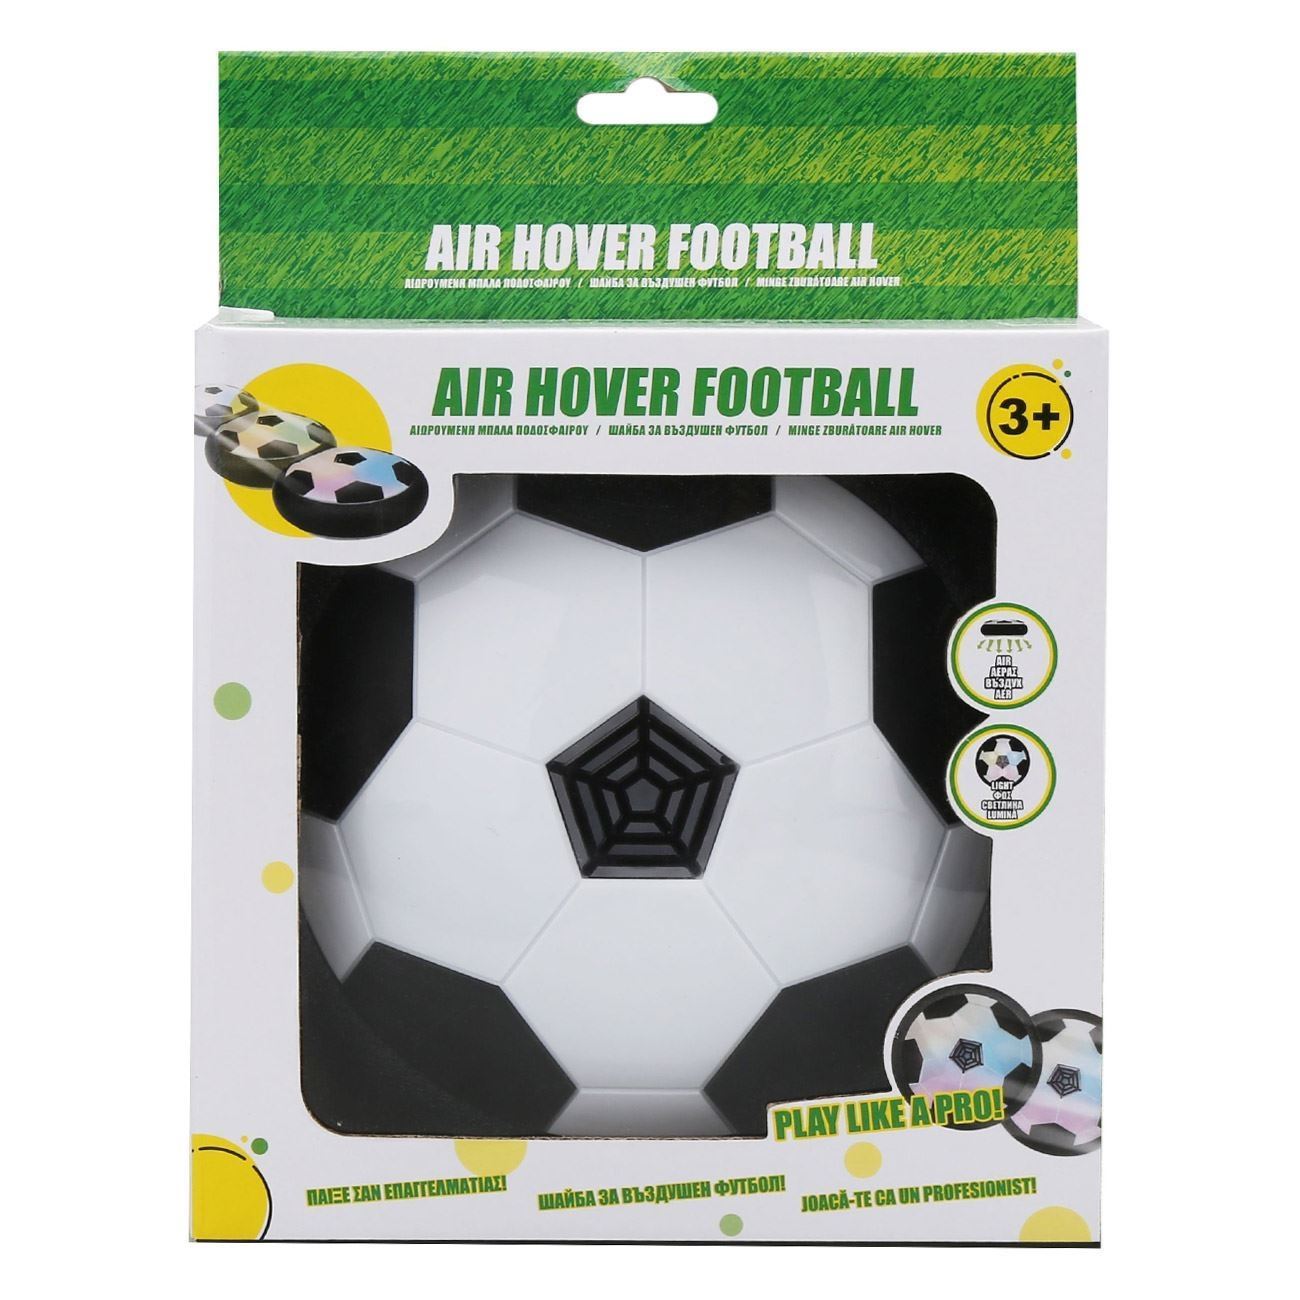 AIR HOVER FOOTBALL
ΑΙΩΡΟΥΜΕΝΗ ΜΠΑΛΑ ΠΟΔΟΣΦΑΙΡΟΥ / ШАЙБА ЗА ВЪЗДУШЕН ФУТБОЛ / MINGE ZBURĂTOARE AIR HOVER
AIR HOVER FOOTBALL
ΑΙΩΡΟΥΜΕΝΗ ΜΠΑΛΑ ΠΟΔΟΣΦΑΙΡΟΥ / ШАЙБА ЗА ВЪЗДУШЕН ФУТБОЛ / MINGE ZBURĂTOARE AIR HOVER
3+
AIR
ΑΕΡΑΣ
ВЪЗДУХ
AER
LIGHT
ΦΩΣ
СВЕТЛИНА
LUMINĂ
PLAY LIKE A PRO!
ΠΑΙΞΕ ΣΑΝ ΕΠΑΓΓΕΛΜΑΤΙΑΣ!
ШАЙБА ЗА ВЪЗДУШЕН ФУТБОЛ!
JOACĂ-TE CA UN PROFESIONIST!